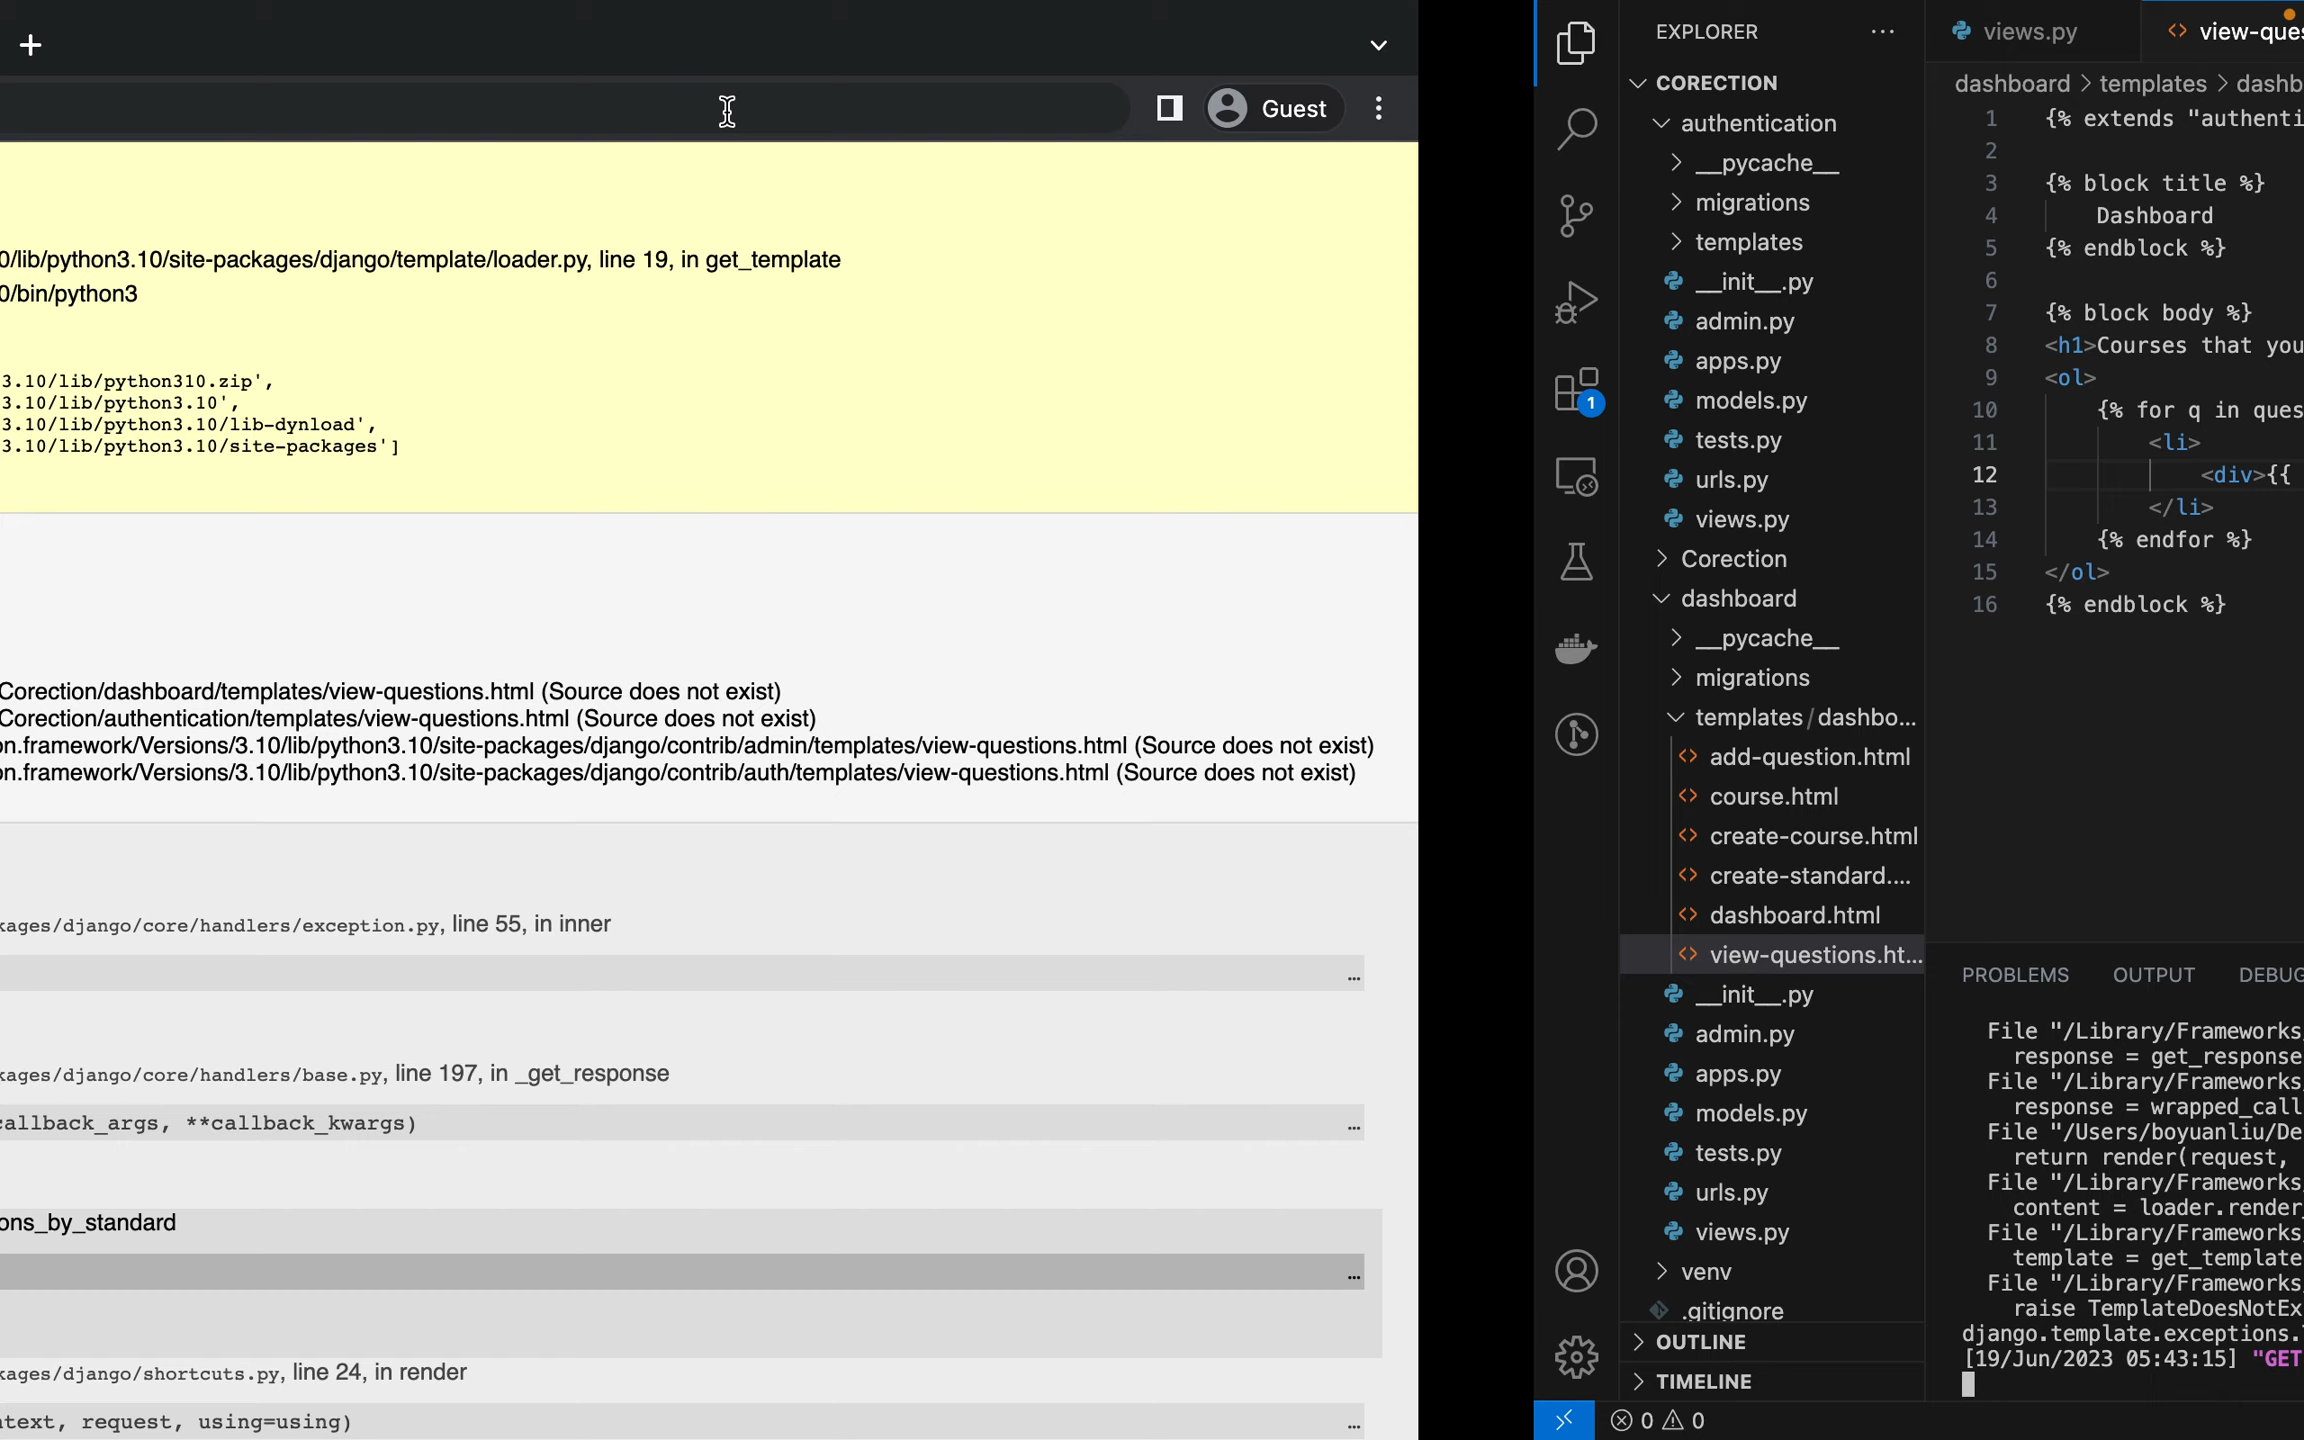 Guest
0/lib/python3.10/site-packages/django/template/loader.py, line 19, in get_template
0/bin/python3
3.10/lib/python310.zip',
3.10/lib/python3.10',
3.10/lib/python3.10/lib-dynload',
3.10/lib/python3.10/site-packages']
Corection/dashboard/templates/view-questions.html (Source does not exist)
Corection/authentication/templates/view-questions.html (Source does not exist)
on.framework/Versions/3.10/lib/python3.10/site-packages/django/contrib/admin/templates/view-questions.html (Source does not exist)
on.framework/Versions/3.10/lib/python3.10/site-packages/django/contrib/auth/templates/view-questions.html (Source does not exist)
kages/django/core/handlers/exception.py, line 55, in inner
…
kages/django/core/handlers/base.py, line 197, in _get_response
callback_args, **callback_kwargs)
…
ons_by_standard
…
kages/django/shortcuts.py, line 24, in render
ntext, request, using=using)
…
EXPLORER
CORECTION
authentication
__pycache__
migrations
templates
__init__.py
admin.py
apps.py
models.py
tests.py
urls.py
views.py
Corection
dashboard
__pycache__
migrations
templates/dashbo...
add-question.html
course.html
create-course.html
create-standard....
dashboard.html
view-questions.ht...
__init__.py
admin.py
apps.py
models.py
tests.py
urls.py
views.py
venv
.gitignore
OUTLINE
TIMELINE
1
0 0
views.py
view-ques
dashboard > templates > dashb
1 {% extends "authenti
2
3 {% block title %}
4 Dashboard
5 {% endblock %}
6
7 {% block body %}
8 <h1>Courses that you
9 <ol>
10 {% for q in ques
11 <li>
12 <div>{{
13 </li>
14 {% endfor %}
15 </ol>
16 {% endblock %}
PROBLEMS OUTPUT DEBUG
File "/Library/Frameworks/
response = get_response
File "/Library/Frameworks/
response = wrapped_call
File "/Users/boyuanliu/De
return render(request,
File "/Library/Frameworks/
content = loader.render_
File "/Library/Frameworks/
template = get_template
File "/Library/Frameworks/
raise TemplateDoesNotEx
django.template.exceptions.
[19/Jun/2023 05:43:15] "GET